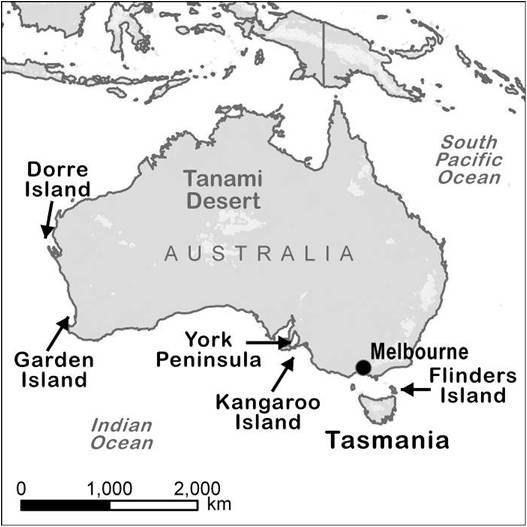 South
Pacific
Ocean
Dorre
Island
Tanami
Desert
AUSTRALIA
York
Peninsula
Melbourne
Garden
Island
Flinders
Island
Kangaroo
Island
Tasmania
Indian
Ocean
0 1,000 2,000
km